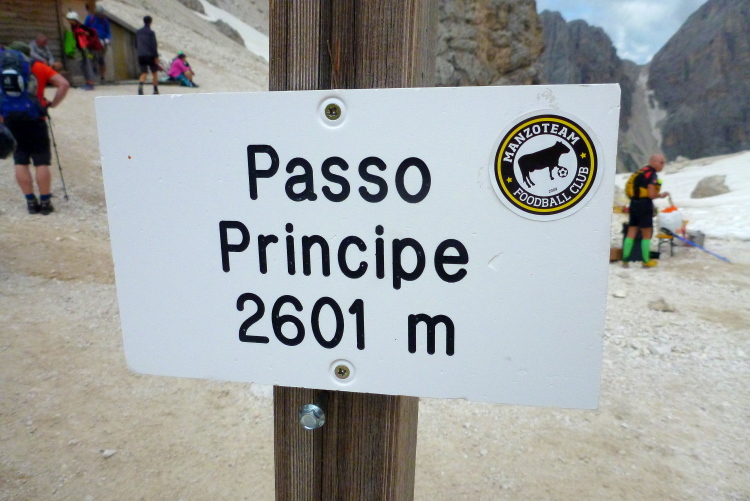 Passo
Principe
2601 m
MANZOTEAM
FOODBALL CLUB